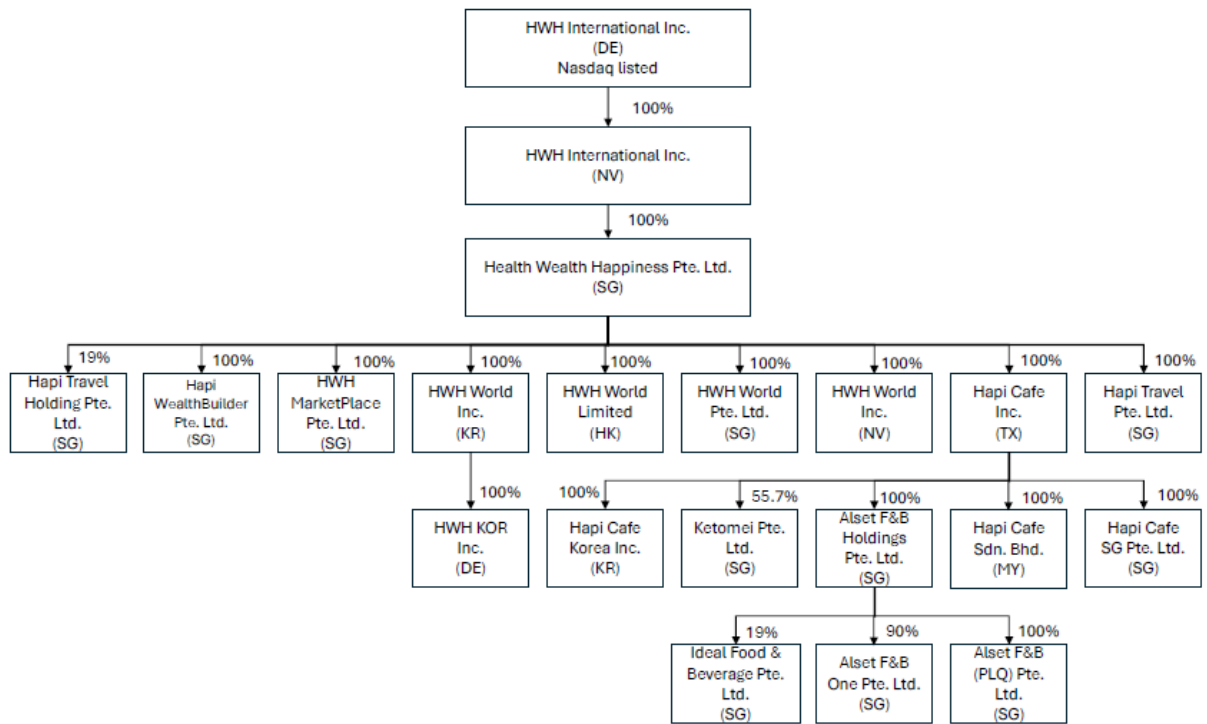 HWH International Inc.
(DE)
Nasdaq listed
100%
HWH International Inc.
(NV)
100%
Health Wealth Happiness Pte. Ltd.
(SG)
19%
100%
100%
100%
100%
100%
100%
100%
100%
Hapi Travel
Holding Pte.
Ltd.
(SG)
Hapi
WealthBuilder
Pte. Ltd.
(SG)
HWH
MarketPlace
Pte. Ltd.
(SG)
HWH World
Inc.
(KR)
HWH World
Limited
(HK)
HWH World
Pte. Ltd.
(SG)
HWH World
Inc.
(NV)
Hapi Cafe
Inc.
(TX)
Hapi Travel
Pte. Ltd.
(SG)
100%
100%
55.7%
100%
100%
100%
HWH KOR
Inc.
(DE)
Hapi Cafe
Korea Inc.
(KR)
Ketomei Pte.
Ltd.
(SG)
Alset F&B
Holdings
Pte. Ltd.
(SG)
Hapi Cafe
Sdn. Bhd.
(MY)
Hapi Cafe
SG Pte. Ltd.
(SG)
19%
90%
100%
Ideal Food &
Beverage Pte.
Ltd.
(SG)
Alset F&B
One Pte. Ltd.
(SG)
Alset F&B
(PLQ) Pte.
Ltd.
(SG)